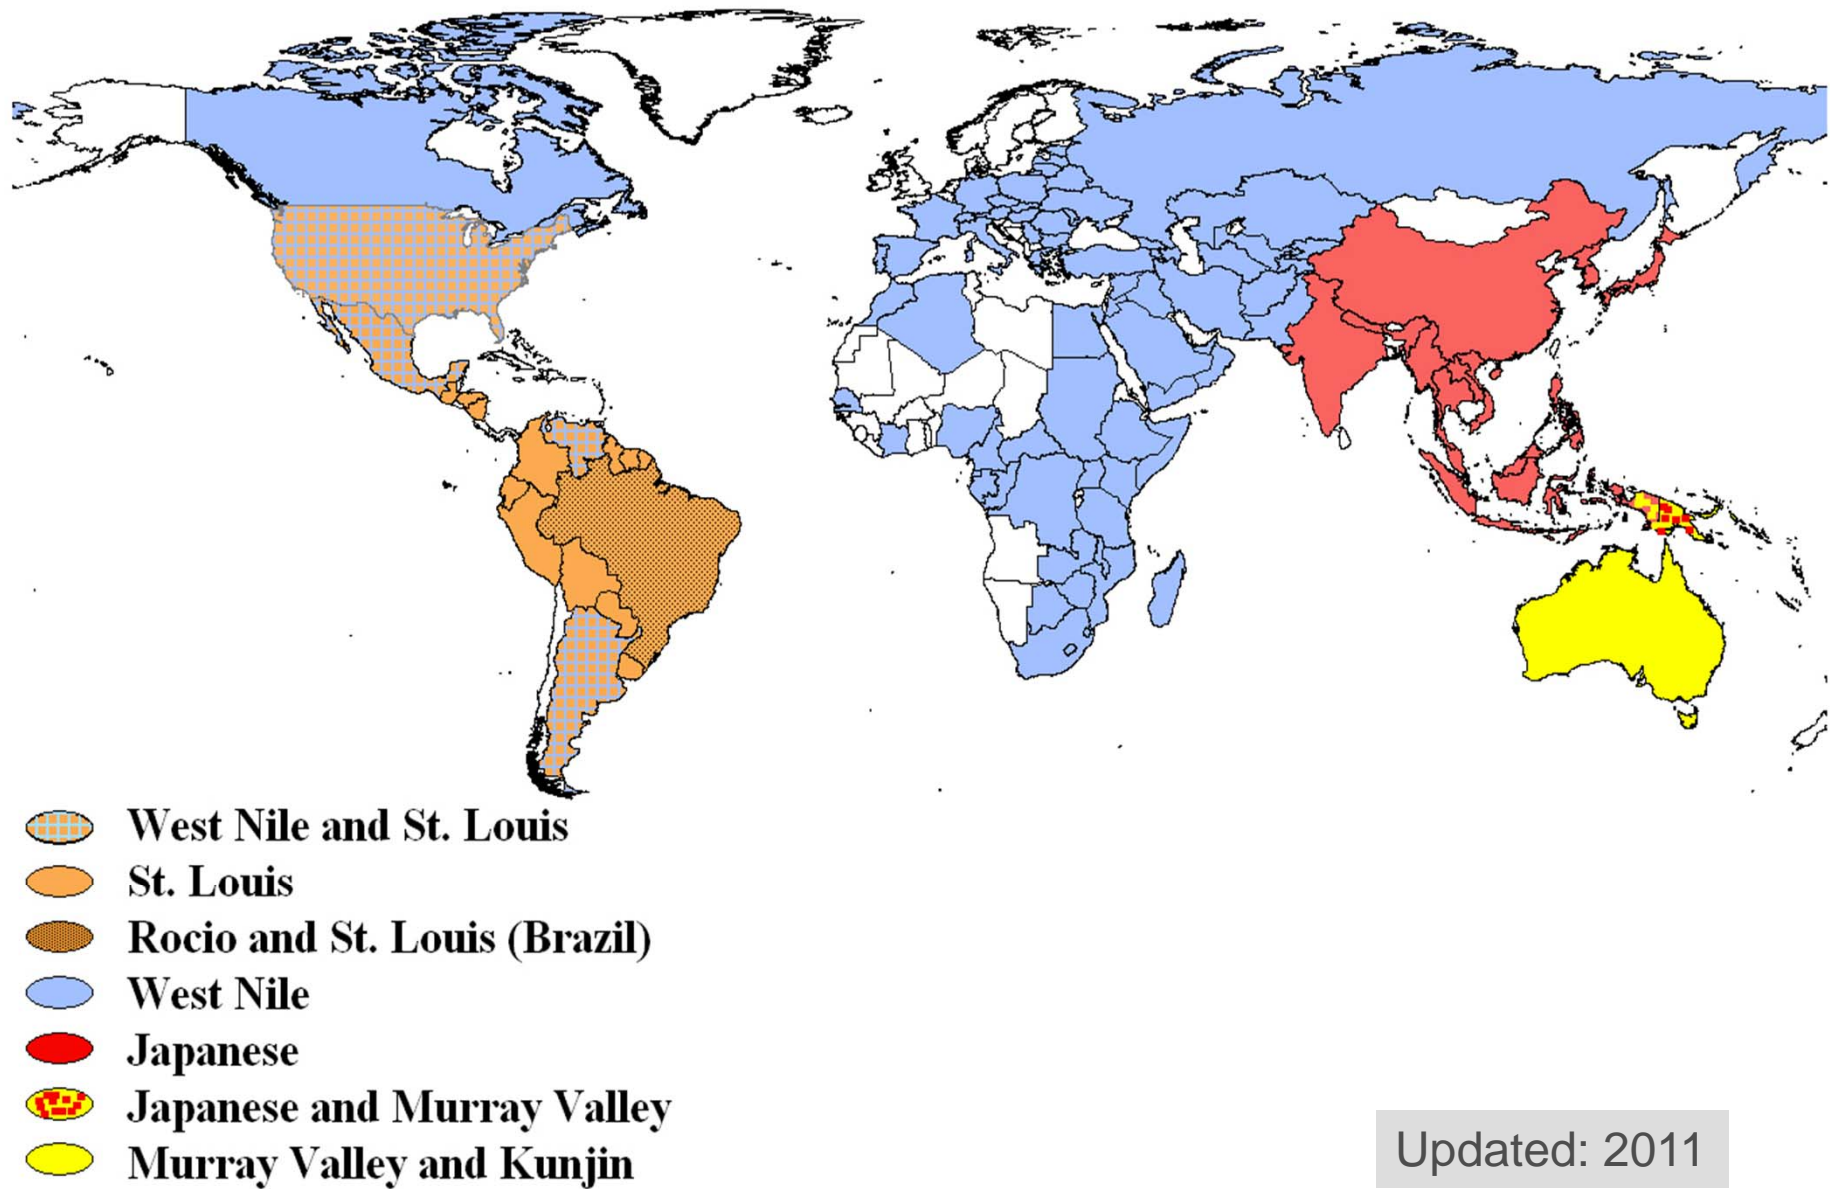 West Nile and St. Louis
St. Louis
Rocio and St. Louis (Brazil)
West Nile
Japanese
Japanese and Murray Valley
Murray Valley and Kunjin
Updated: 2011